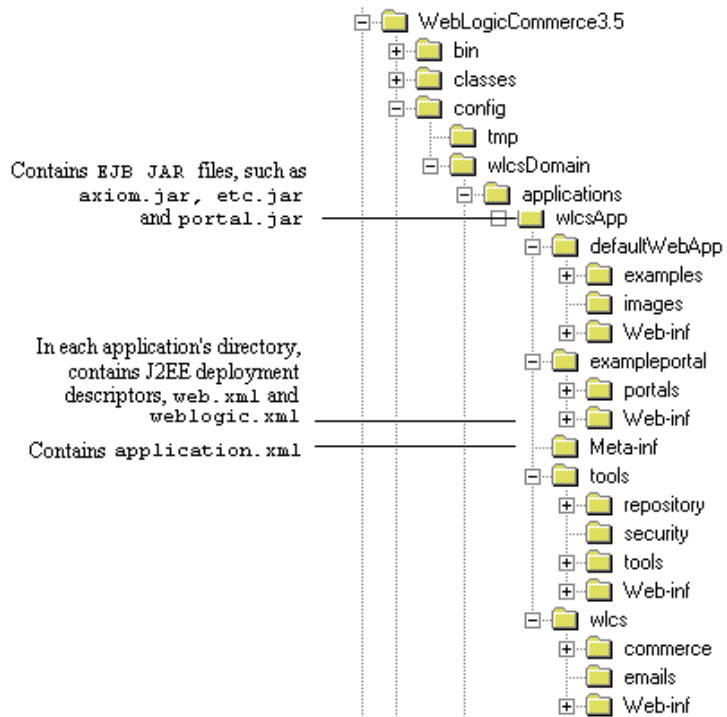 WebLogicCommerce3.5
bin
classes
config
tmp
wlcsDomain
applications
wlcsApp
defaultWebApp
examples
images
Web-inf
exampleportal
portals
Web-inf
Meta-inf
tools
repository
security
tools
Web-inf
wlcs
commerce
emails
Web-inf
Contains EJB JAR files, such as
axiom.jar, etc.jar
and portal.jar
In each application's directory,
contains J2EE deployment
descriptors, web.xml and
weblogic.xml
Contains application.xml